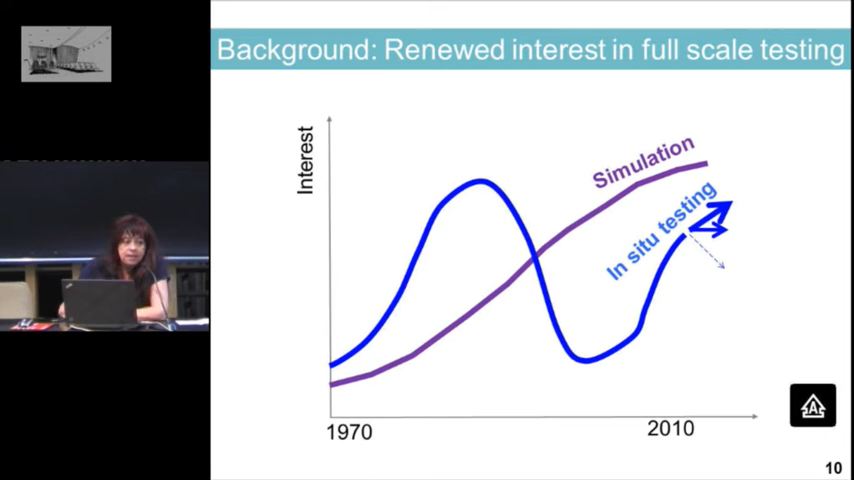 Background: Renewed interest in full scale testing
Interest
Simulation
In situ testing
1970
2010
A
10